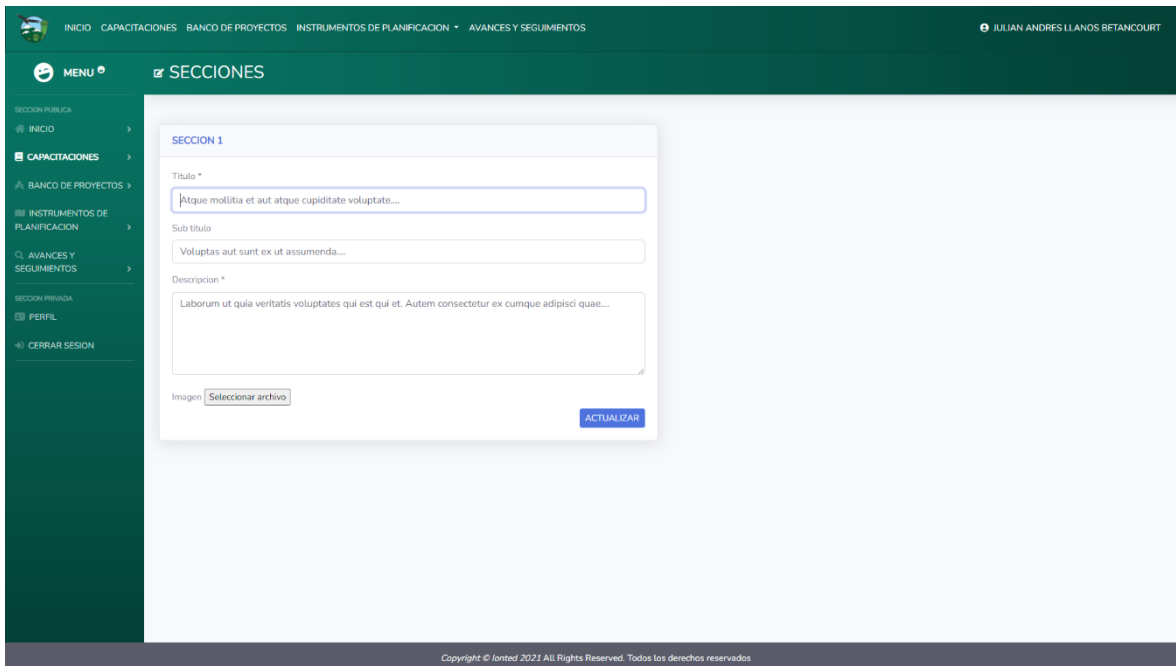 INICIO CAPACITACIONES BANCO DE PROYECTOS INSTRUMENTOS DE PLANIFICACION AVANCES Y SEGUIMIENTOS JULIAN ANDRES LLANOS BETANCOURT
MENU
SECCIONES
SECCION PUBLICA
INICIO
CAPACITACIONES
BANCO DE PROYECTOS
INSTRUMENTOS DE
PLANIFICACION
AVANCES Y
SEGUIMIENTOS
SECCION PRIVADA
PERFIL
CERRAR SESION
SECCION 1
Titulo *
Atque mollitia et aut atque cupiditate voluptate....
Sub titulo
Voluptas aut sunt ex ut assumenda....
Descripcion *
Laborum ut quia veritatis voluptates qui est qui et. Autem consectetur ex cumque adipisci quae....
Imagen Seleccionar archivo
ACTUALIZAR
Copyright © Ionted 2021 All Rights Reserved. Todos los derechos reservados